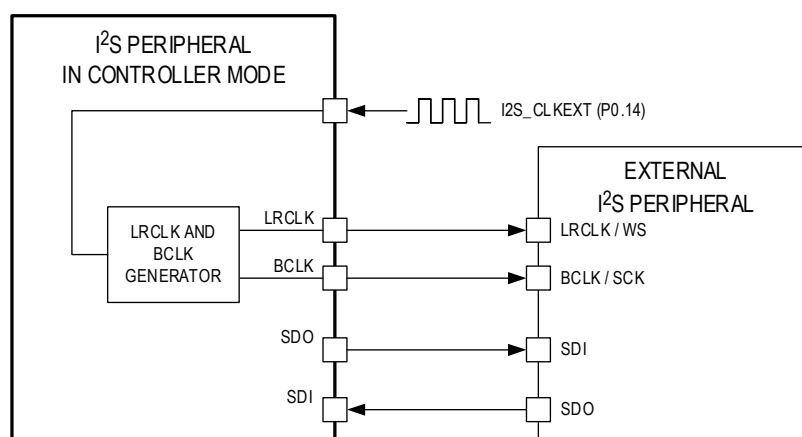 I²S PERIPHERAL
IN CONTROLLER MODE
I2S_CLKEXT (P0.14)
EXTERNAL
I²S PERIPHERAL
LRCLK AND
BCLK
GENERATOR
LRCLK
LRCLK / WS
BCLK
BCLK / SCK
SDO
SDI
SDI
SDO